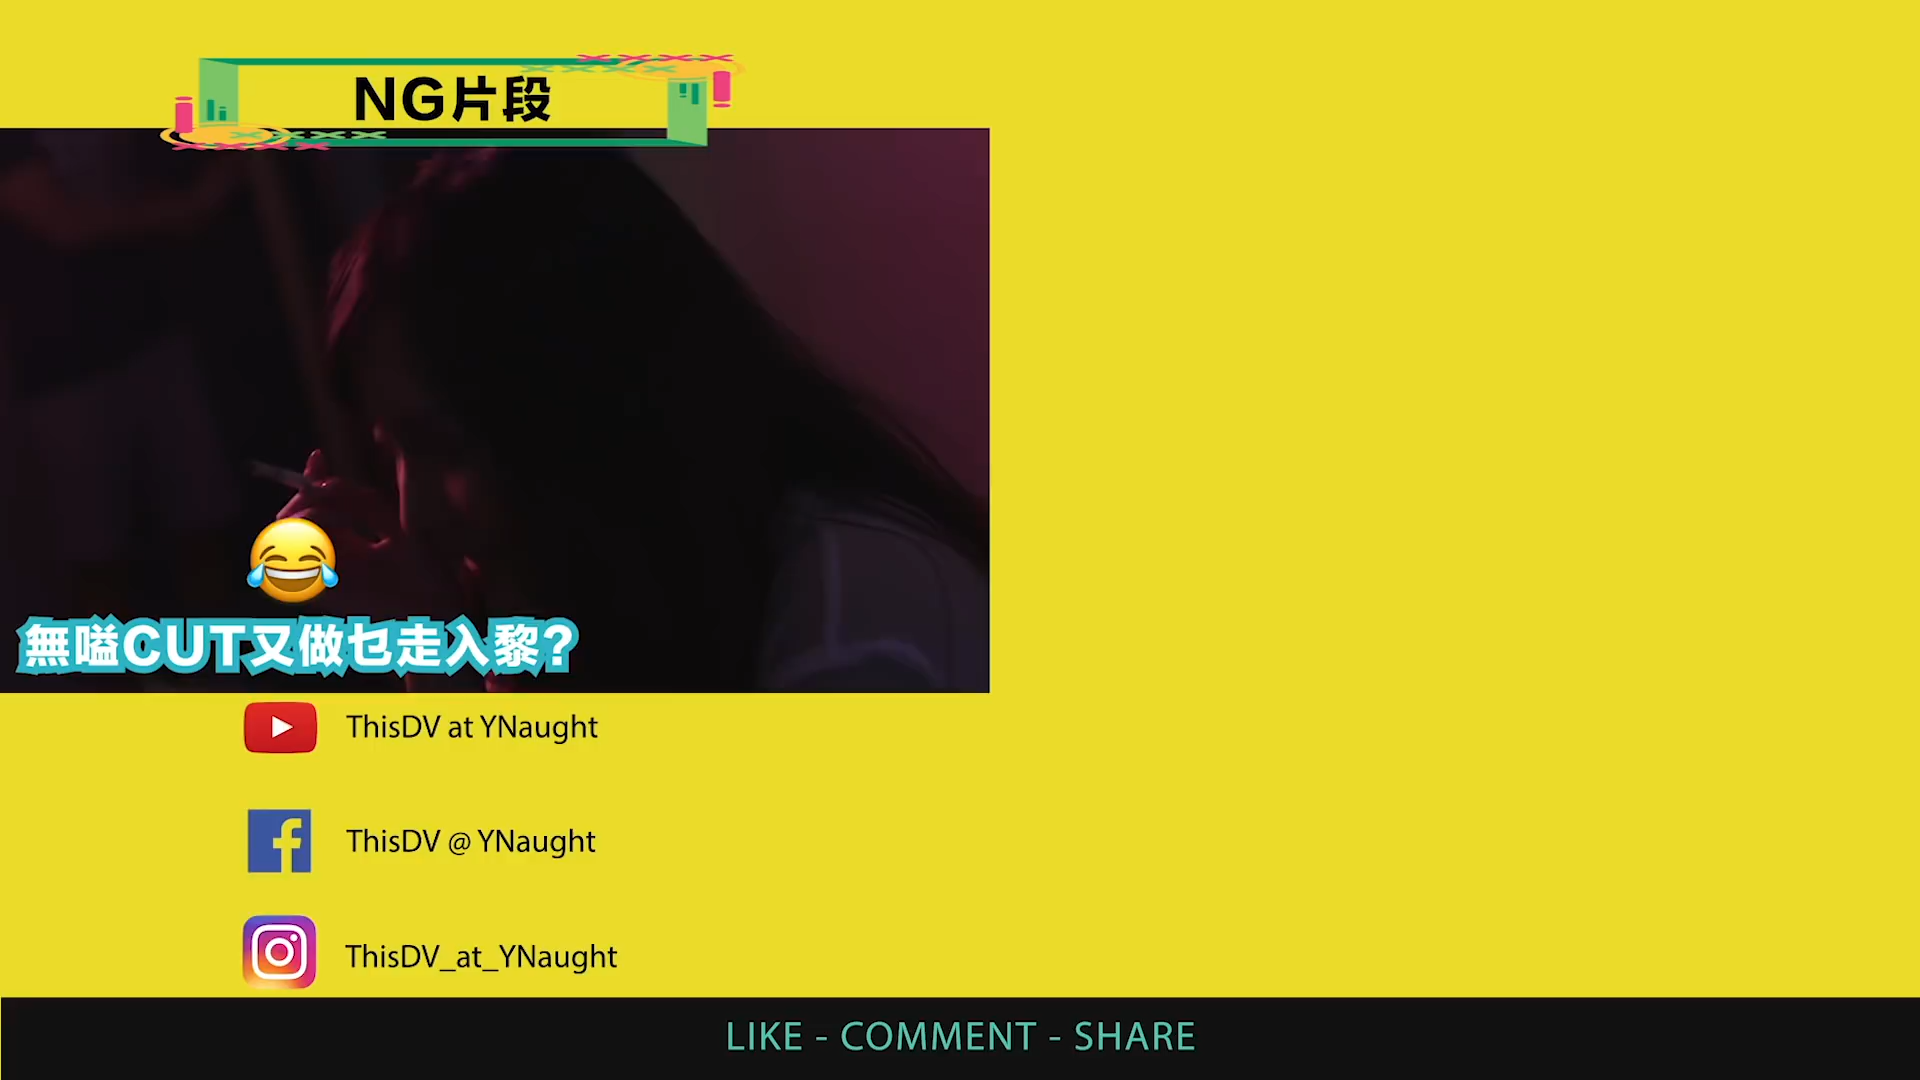 NG片段
無嗌CUT又做乜走入黎?
ThisDV at YNaught
ThisDV @ YNaught
ThisDV_at_YNaught
LIKE - COMMENT - SHARE